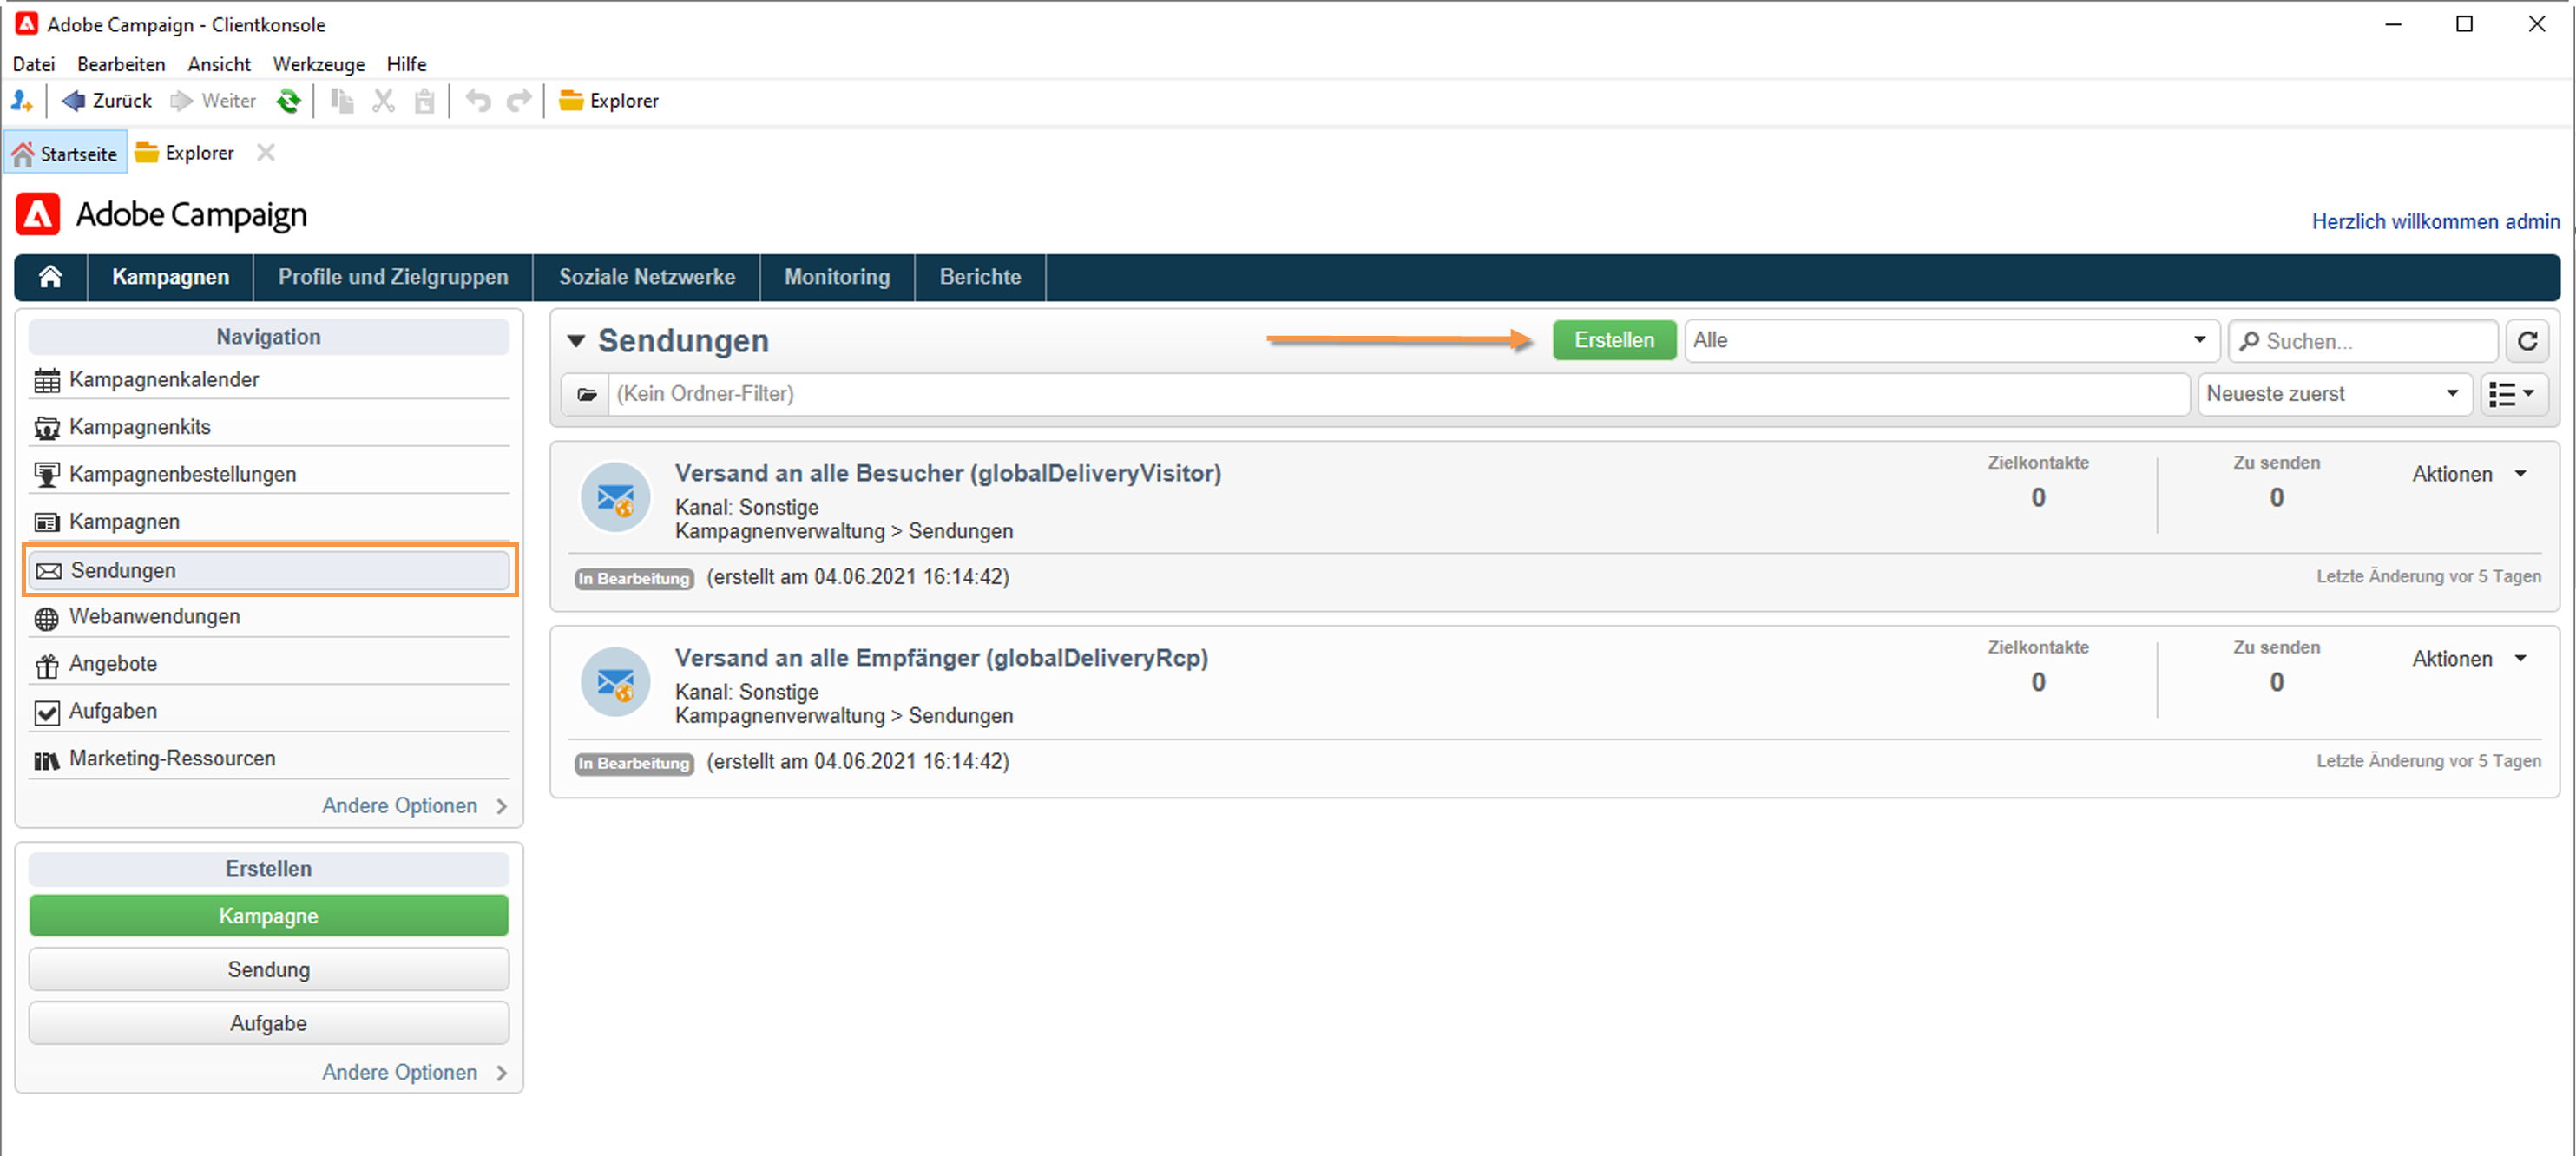 Adobe Campaign - Clientkonsole
Datei Bearbeiten Ansicht Werkzeuge Hilfe
Zurück Weiter Explorer
Startseite Explorer
Adobe Campaign
Herzlich willkommen admin
Kampagnen Profile und Zielgruppen Soziale Netzwerke Monitoring Berichte
Navigation
Kampagnenkalender
Kampagnenkits
Kampagnenbestellungen
Kampagnen
Sendungen
Webanwendungen
Angebote
Aufgaben
Marketing-Ressourcen
Andere Optionen
Erstellen
Kampagne
Sendung
Aufgabe
Andere Optionen
Sendungen Erstellen Alle Suchen...
(Kein Ordner-Filter) Neueste zuerst
Versand an alle Besucher (globalDeliveryVisitor)
Kanal: Sonstige
Kampagnenverwaltung > Sendungen
Zielkontakte
0
Zu senden
0
Aktionen
In Bearbeitung (erstellt am 04.06.2021 16:14:42) Letzte Änderung vor 5 Tagen
Versand an alle Empfänger (globalDeliveryRcp)
Kanal: Sonstige
Kampagnenverwaltung > Sendungen
Zielkontakte
0
Zu senden
0
Aktionen
In Bearbeitung (erstellt am 04.06.2021 16:14:42) Letzte Änderung vor 5 Tagen